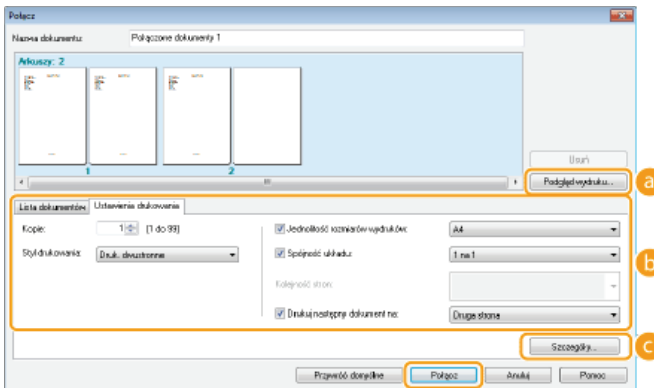 Połącz
Nazwa dokumentu: Połączone dokumenty 1
Arkuszy: 2
1 2
Usuń
Podgląd wydruku... a
Lista dokumentów Ustawienia drukowania
Kopie: 1 [1 do 99] Jednolitość rozmiarów wydruków: A4
Styl drukowania: Druk. dwustronne Spójność układu: 1 na 1 b
Kolejność stron:
Drukuj następny dokument na: Druga strona
Szczegóły... c
Przywróć domyślne Połącz Anuluj Pomoc